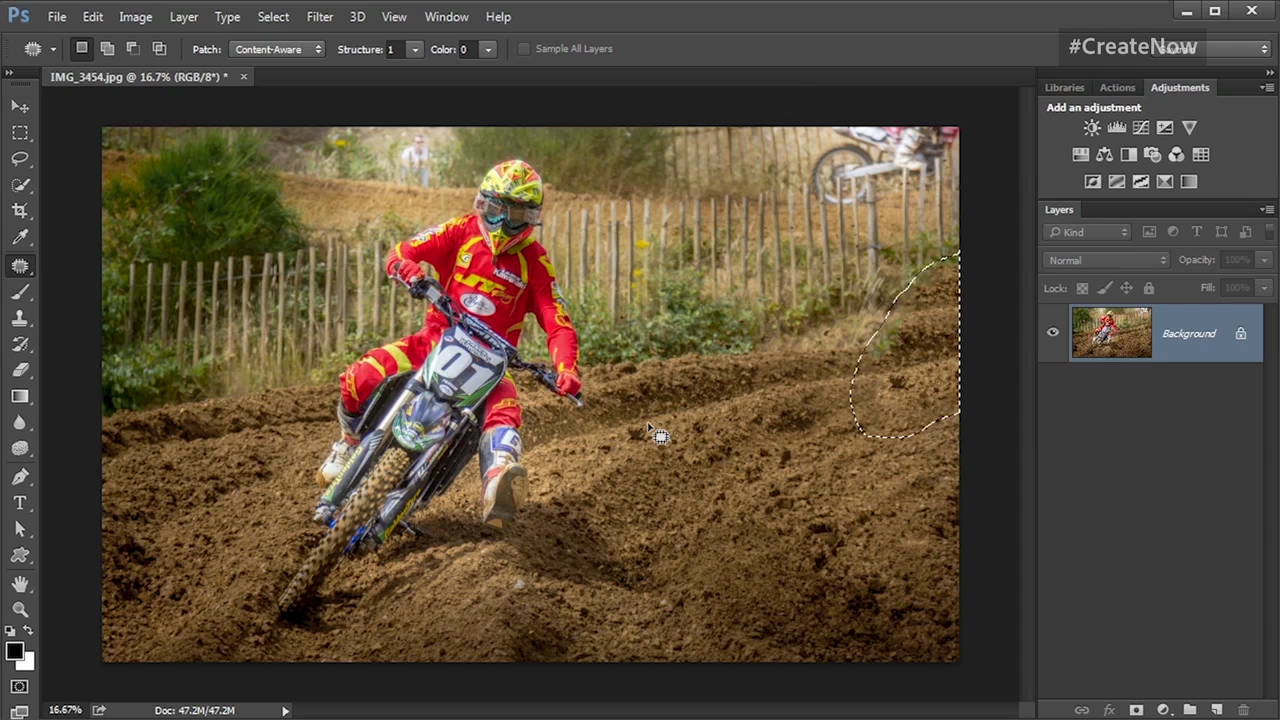 Ps File Edit Image Layer Type Select Filter 3D View Window Help
Patch: Content-Aware Structure: 1 Color: 0 Sample All Layers
#CreateNow
IMG_3454.jpg @ 16.7% (RGB/8*) * ×
Libraries Actions Adjustments
Add an adjustment
Layers
Kind
Normal Opacity: 100%
Lock: Fill: 100%
Background
01
16.67% Doc: 47.2M/47.2M